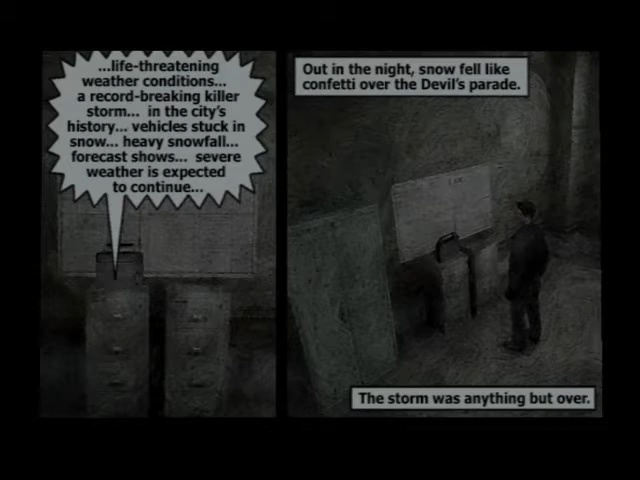 ...life-threatening
weather conditions...
a record-breaking killer
storm... in the city's
history... vehicles stuck in
snow... heavy snowfall...
forecast shows... severe
weather is expected
to continue...
Out in the night, snow fell like
confetti over the Devil's parade.
The storm was anything but over.